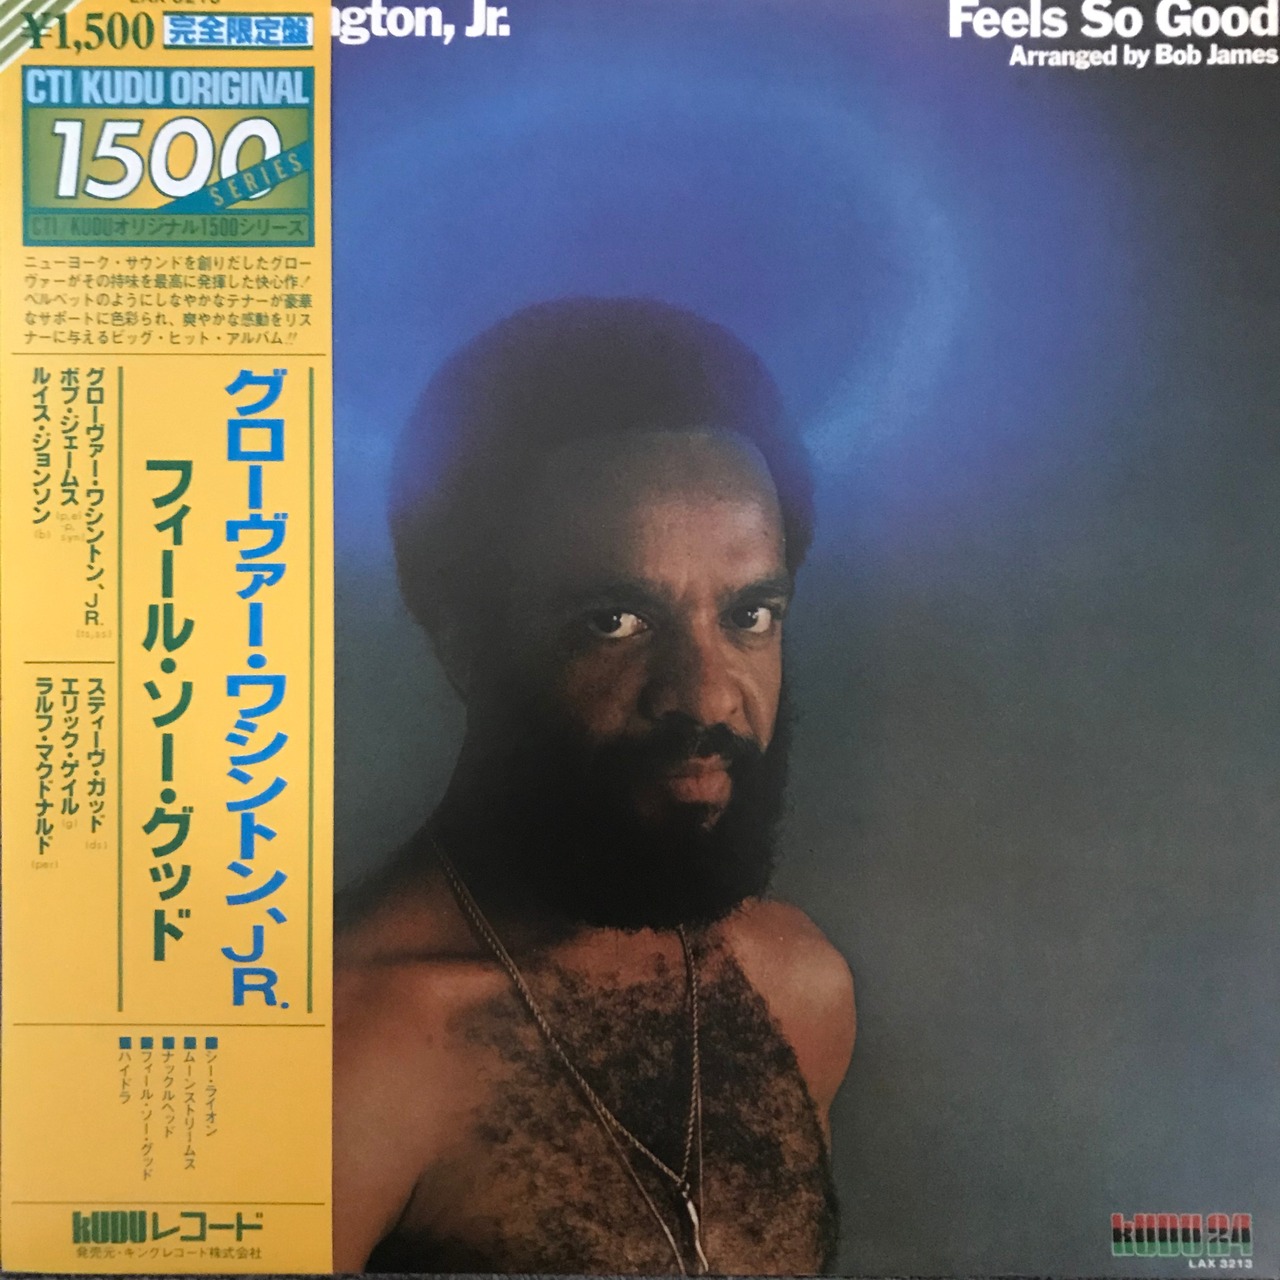 LAX 3213
¥1,500 完全限定盤
CTI/KUDU ORIGINAL
1500
SERIES
CTI/KUDUオリジナル1500シリーズ
ニューヨーク・サウンドを創りだしたグロー
ヴァーがその持味を最高に発揮した快心作!
ベルベットのようにしなやかなテナーが豪華
なサポートに色彩られ、爽やかな感動をリス
ナーに与えるビッグ・ヒット・アルバム!!
グローヴァー・ワシントン、JR.
フィール・ソー・グッド
グローヴァー・ワシントン、JR. (ts,ss)
ボブ・ジェームス (p,el-p, syn)
ルイス・ジョンソン (b)
スティーヴ・ガッド (ds)
エリック・ゲイル (g)
ラルフ・マクドナルド (per)
■シー・ライオン
■ムーンストリームス
■ナックルヘッド
■フィール・ソー・グッド
■ハイドラ
KUDUレコード
発売元・キングレコード株式会社
ngton, Jr.
Feels So Good
Arranged by Bob James
KUDU 24
LAX 3213